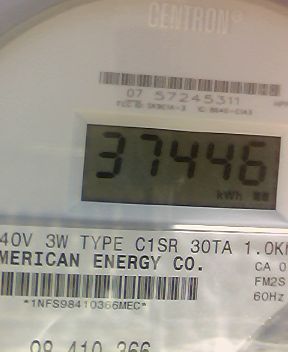 CENTRON®
07 57245311
37446
kWh
40V 3W TYPE C1SR 30TA 1.0K
MERICAN ENERGY CO.
CA 0
FM2S
60Hz
*1NFS98410366MEC*
98 410 366